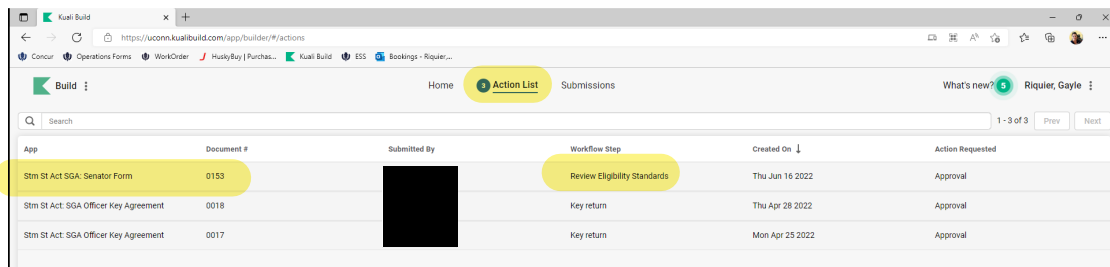 Kuali Build
https://uconn.kualibuild.com/app/builder/#/actions
Concur Operations Forms WorkOrder HuskyBuy | Purchas... Kuali Build ESS Bookings - Riquier,...
Build Home 3 Action List Submissions What's new? 5 Riquier, Gayle
Search 1 - 3 of 3 Prev Next
App Document # Submitted By Workflow Step Created On ↓ Action Requested
Stm St Act SGA: Senator Form 0153 Review Eligibility Standards Thu Jun 16 2022 Approval
Stm St Act: SGA Officer Key Agreement 0018 Key return Thu Apr 28 2022 Approval
Stm St Act: SGA Officer Key Agreement 0017 Key return Mon Apr 25 2022 Approval